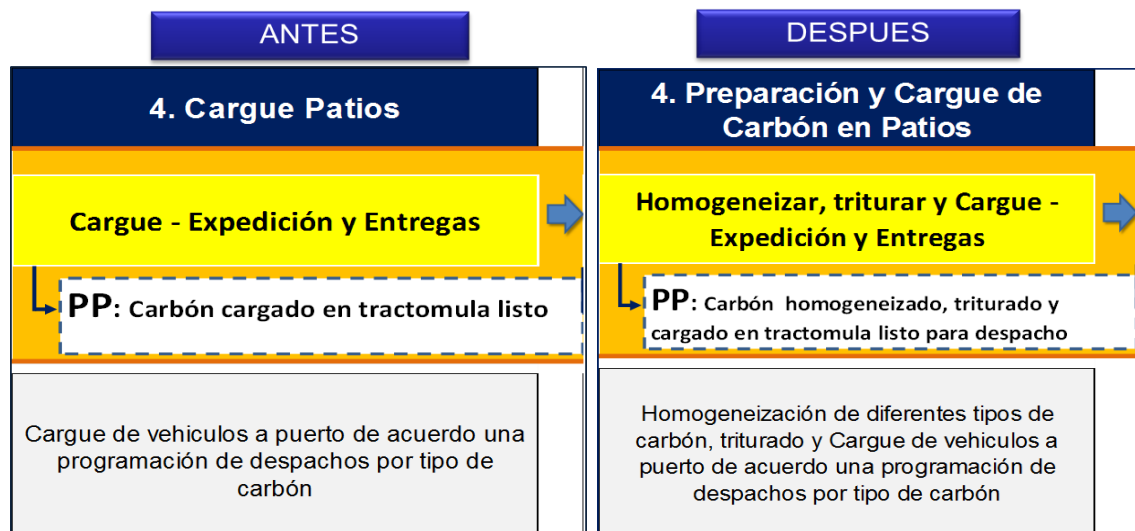 ANTES
4. Cargue Patios
Cargue - Expedición y Entregas
PP: Carbón cargado en tractomula listo
Cargue de vehiculos a puerto de acuerdo una
programación de despachos por tipo de
carbón
DESPUES
4. Preparación y Cargue de
Carbón en Patios
Homogeneizar, triturar y Cargue -
Expedición y Entregas
PP: Carbón homogeneizado, triturado y
cargado en tractomula listo para despacho
Homogeneización de diferentes tipos de
carbón, triturado y Cargue de vehiculos a
puerto de acuerdo una programación de
despachos por tipo de carbón